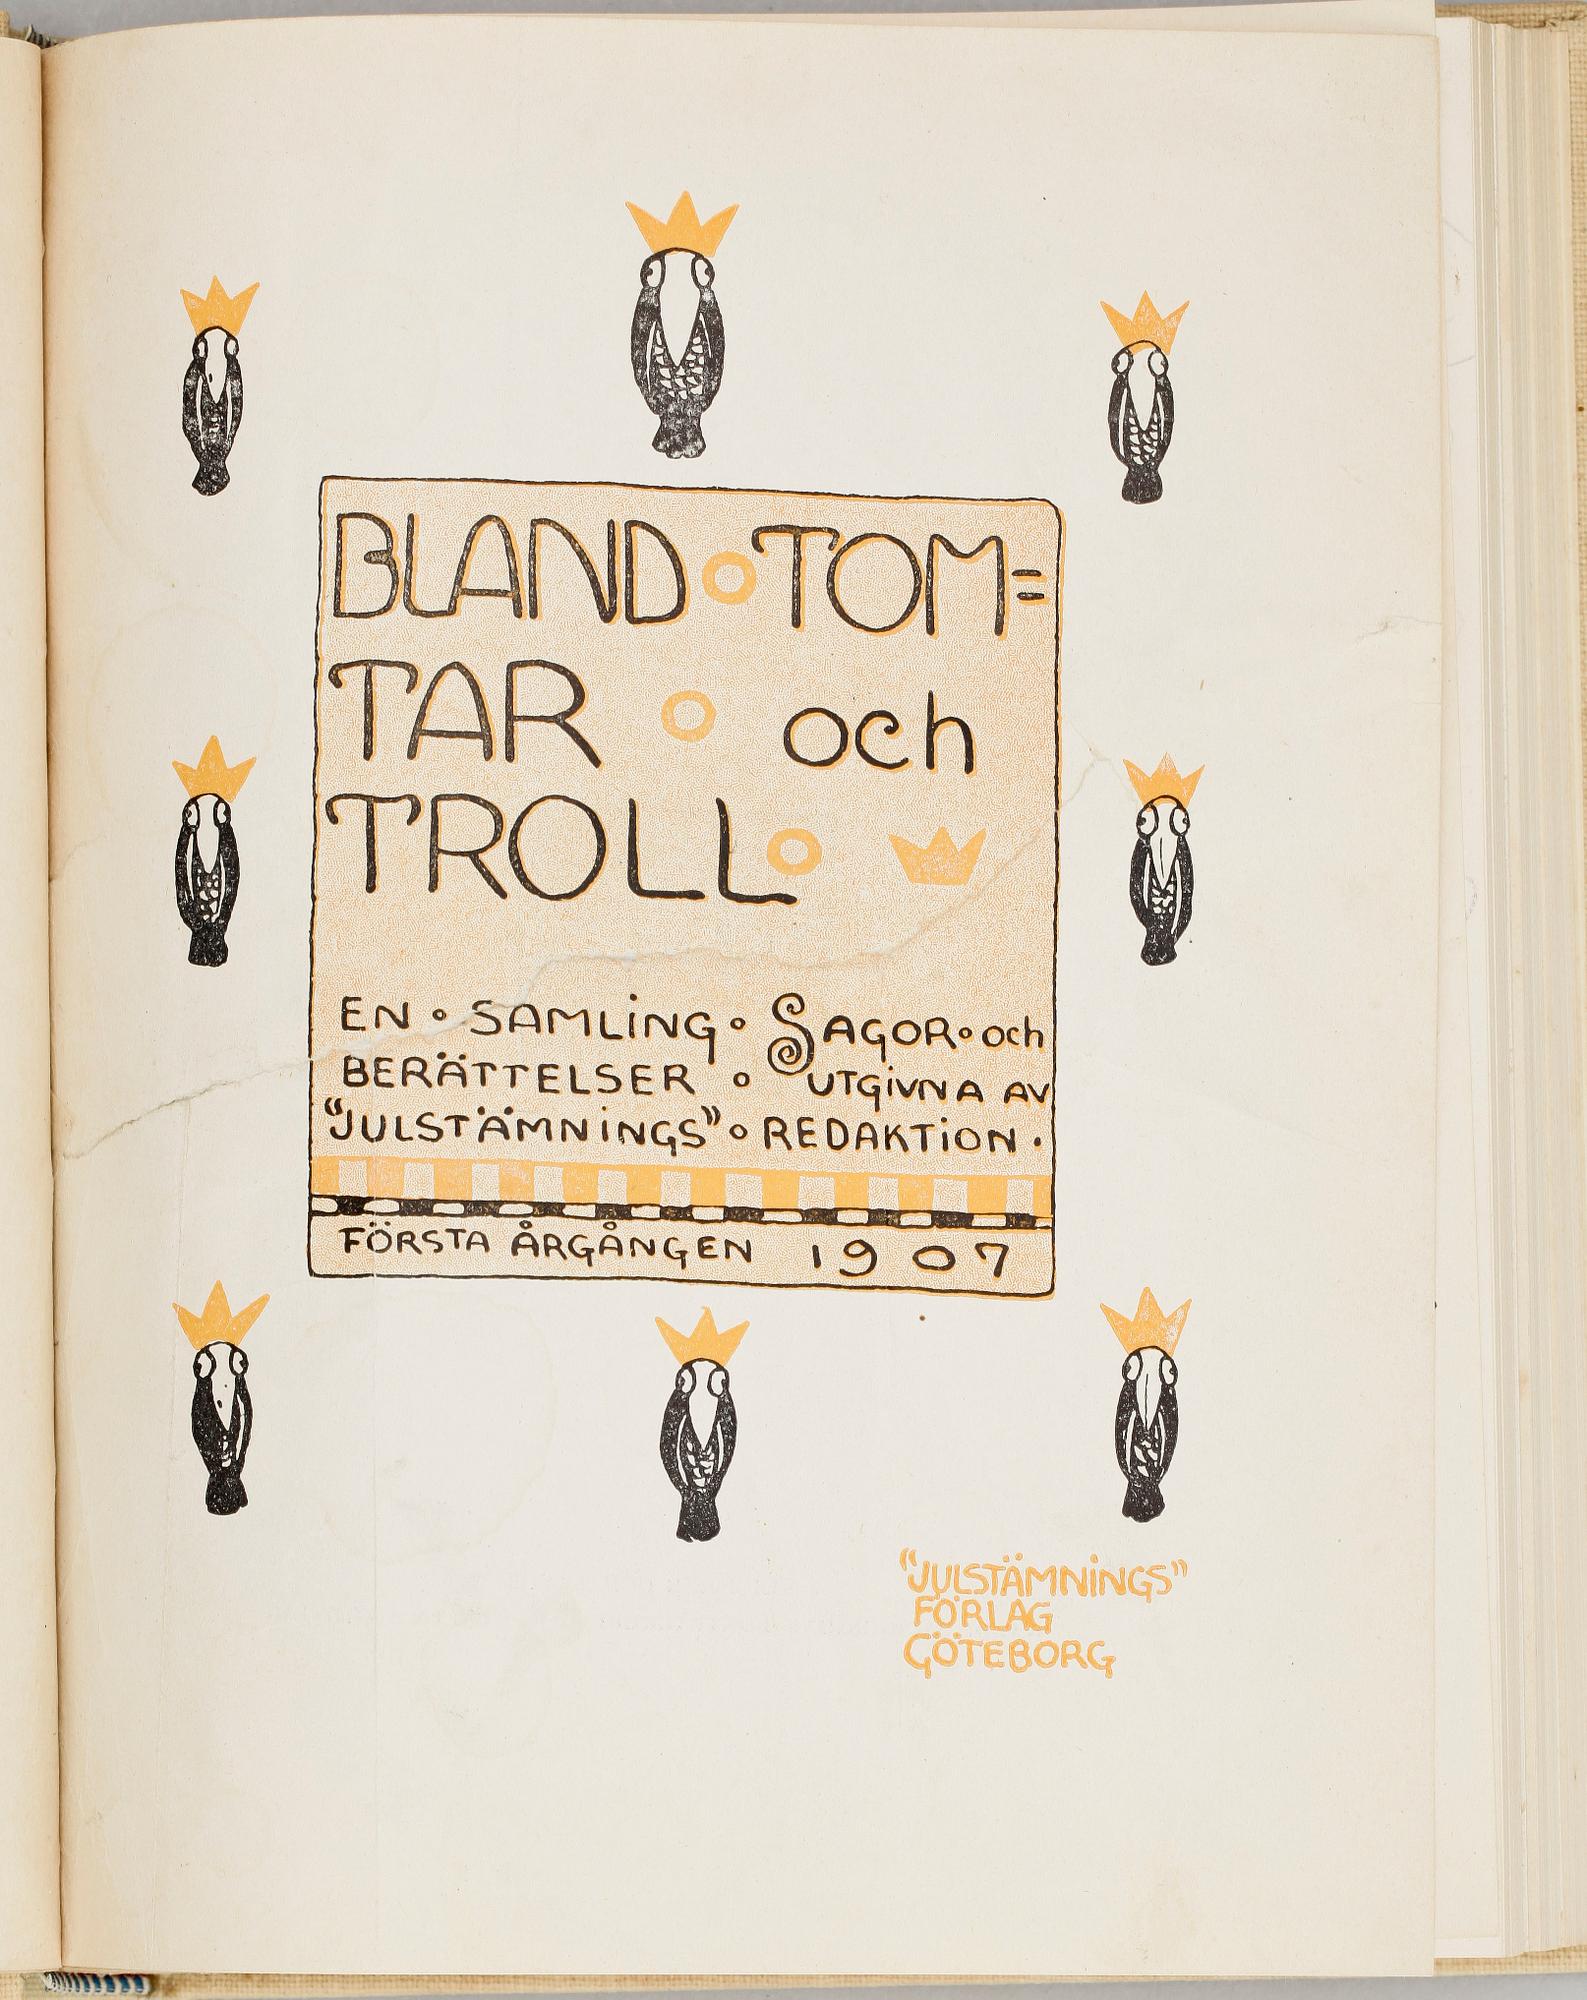 BLAND TOM=
TAR och
TROLL
EN SAMLING SAGOR och
BERÄTTELSER UTGIVNA AV
"JULSTÄMNINGS" REDAKTION.
FÖRSTA ÅRGÅNGEN 1907
"JULSTÄMNINGS"
FÖRLAG
GÖTEBORG